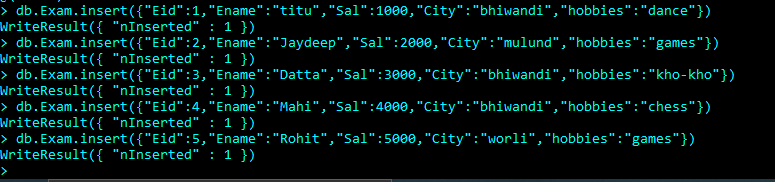 > db.Exam.insert({"Eid":1,"Ename":"titu","Sal":1000,"City":"bhiwandi","hobbies":"dance"})
WriteResult({ "nInserted" : 1 })
> db.Exam.insert({"Eid":2,"Ename":"Jaydeep","Sal":2000,"City":"mulund","hobbies":"games"})
WriteResult({ "nInserted" : 1 })
> db.Exam.insert({"Eid":3,"Ename":"Datta","Sal":3000,"City":"bhiwandi","hobbies":"kho-kho"})
WriteResult({ "nInserted" : 1 })
> db.Exam.insert({"Eid":4,"Ename":"Mahi","Sal":4000,"City":"bhiwandi","hobbies":"chess"})
WriteResult({ "nInserted" : 1 })
> db.Exam.insert({"Eid":5,"Ename":"Rohit","Sal":5000,"City":"worli","hobbies":"games"})
WriteResult({ "nInserted" : 1 })
>